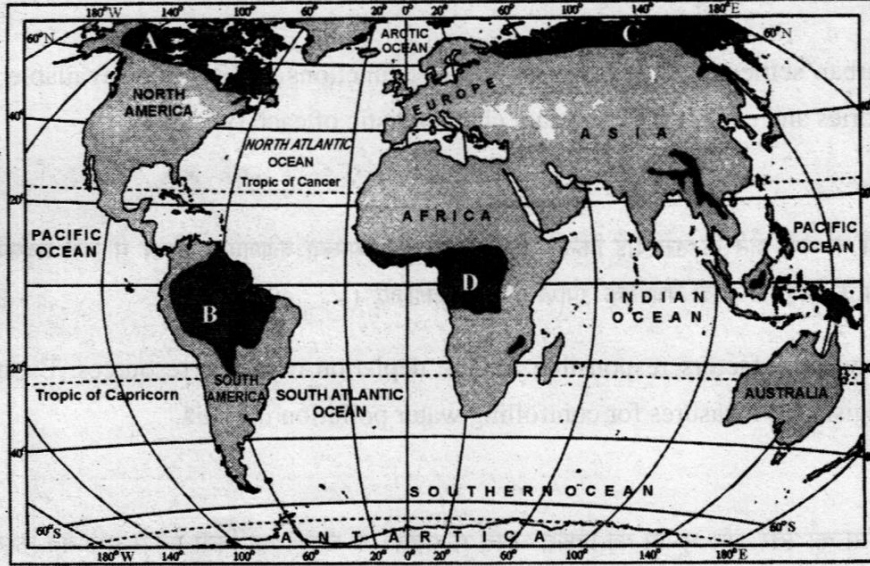 180°W 140° 100° 60° 20° 0° 20° 60° 100° 140° 180°E
60°N
60°N
ARCTIC
OCEAN
A
C
NORTH
AMERICA
EUROPE
ASIA
40°
40°
NORTH ATLANTIC
OCEAN
Tropic of Cancer
20°
20°
AFRICA
PACIFIC
OCEAN
PACIFIC
OCEAN
B
D
INDIAN
OCEAN
20°
Tropic of Capricorn
SOUTH
AMERICA
SOUTH ATLANTIC
OCEAN
AUSTRALIA
40°
40°
SOUTHERN OCEAN
60°S
60°S
ANTARTICA
180°W 140° 100° 60° 20° 0° 20° 60° 100° 140° 180°E